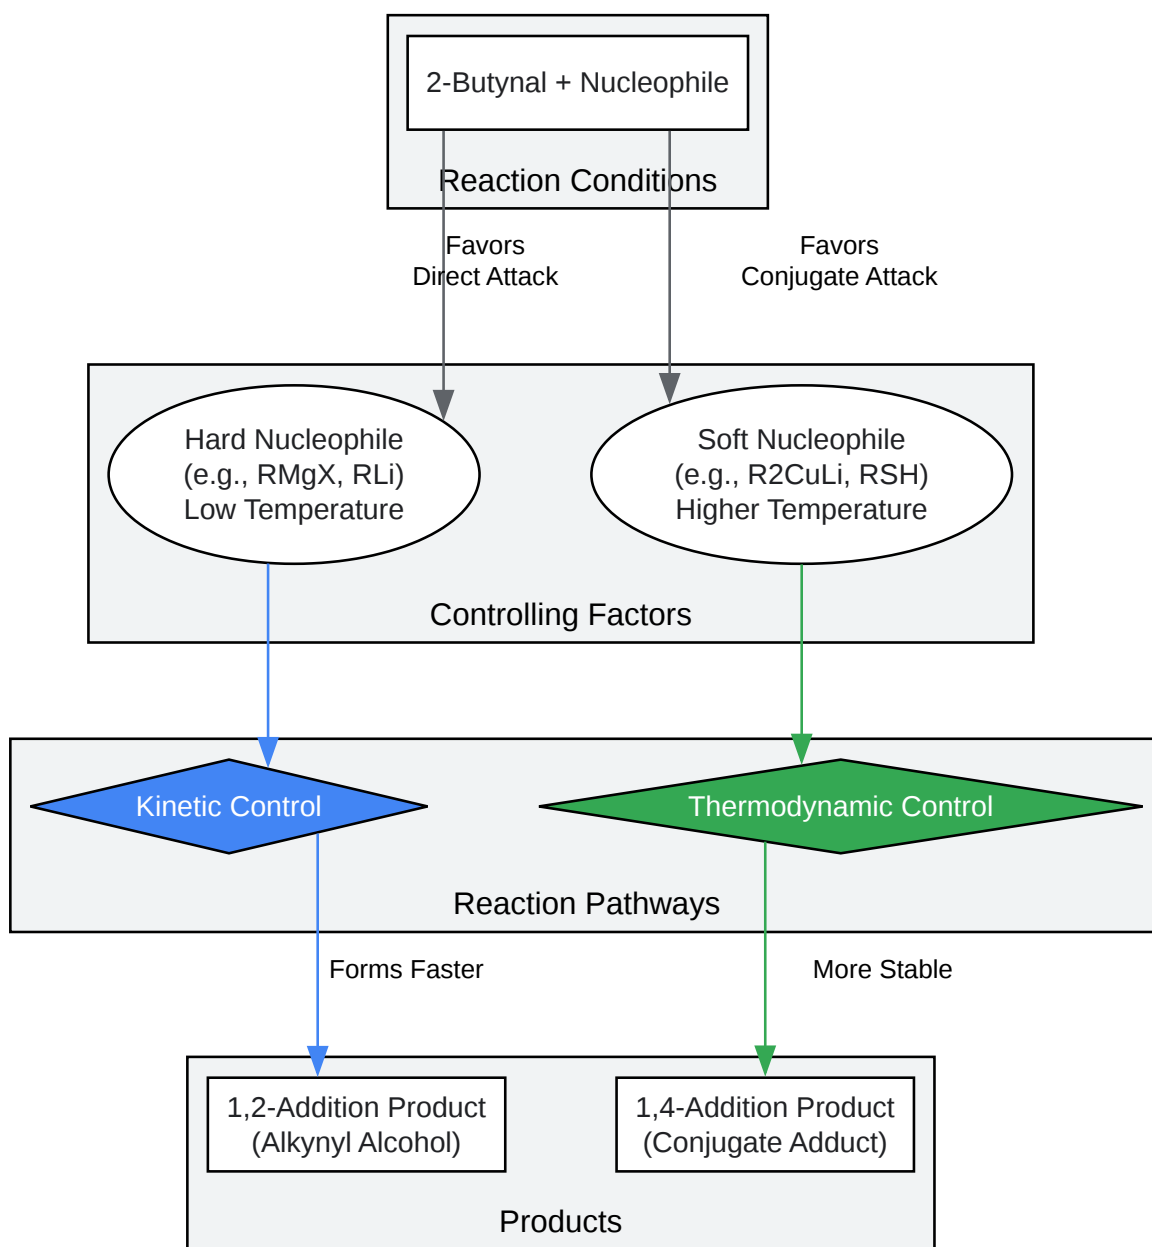 2-Butynal + Nucleophile
Reaction Conditions
Favors
Direct Attack
Favors
Conjugate Attack
Hard Nucleophile
(e.g., RMgX, RLi)
Low Temperature
Soft Nucleophile
(e.g., R2CuLi, RSH)
Higher Temperature
Controlling Factors
Kinetic Control
Thermodynamic Control
Reaction Pathways
Forms Faster
More Stable
1,2-Addition Product
(Alkynyl Alcohol)
1,4-Addition Product
(Conjugate Adduct)
Products